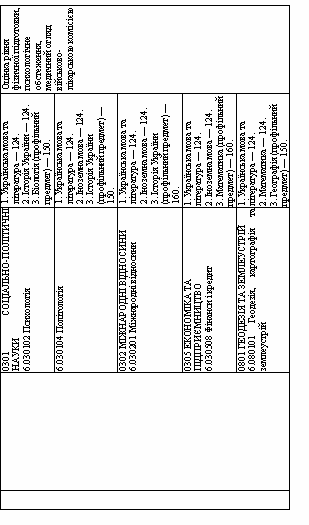 0301 СОЦІАЛЬНО-ПОЛІТИЧНІ
НАУКИ
6.030102 Психологія
1. Українська мова та
література — 124.
2. Історія України — 124.
3. Біологія (профільний
предмет) — 150.
Оцінка рівня
фізичної підготовки,
психологічне
обстеження,
медичний огляд
військово-
лікарською комісією
6.030104 Політологія
1. Українська мова та
література — 124.
2. Іноземна мова — 124.
3. Історія України
(профільний предмет) —
150.
0302 МІЖНАРОДНІ ВІДНОСИНИ
6.030201 Міжнародні відносини
1. Українська мова та
література — 124.
2. Іноземна мова — 124.
3. Історія України
(профільний предмет) —
160.
0305 ЕКОНОМІКА ТА
ПІДПРИЄМНИЦТВО
6.030508 Фінанси і кредит
1. Українська мова та
література — 124.
2. Іноземна мова — 124.
3. Математика (профільний
предмет) — 160.
0801 ГЕОДЕЗІЯ ТА ЗЕМЛЕУСТРІЙ
6.080101 Геодезія, картографія та
землеустрій
1. Українська мова та
література — 124.
2. Математика — 124.
3. Географія (профільний
предмет) — 150.